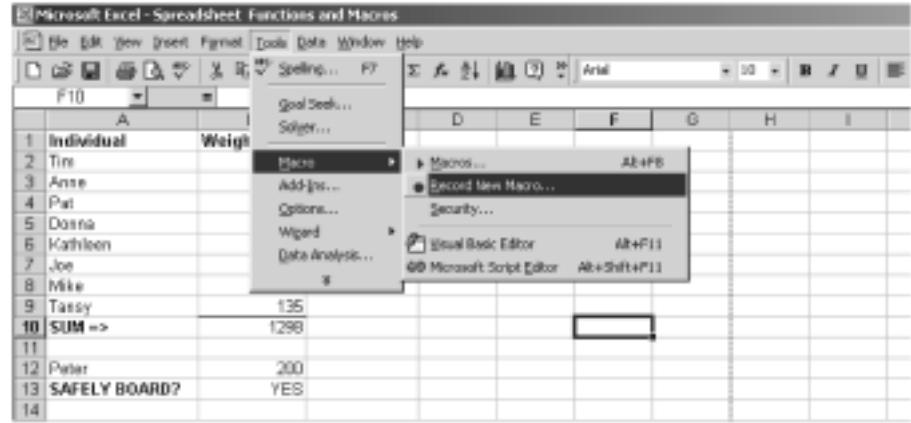 Microsoft Excel - Spreadsheet Functions and Macros
File Edit View Insert Format Tools Data Window Help
Spelling... F7 Arial 10 B I U
F10 =
Goal Seek...
Solver...
Macro
Add-Ins...
Options...
Wizard
Data Analysis...
Macros... Alt+F8
Record New Macro...
Security...
Visual Basic Editor Alt+F11
Microsoft Script Editor Alt+Shift+F11
A D E F G H I
1 Individual Weigh
2 Tim
3 Anne
4 Pat
5 Donna
6 Kathleen
7 Joe
8 Mike
9 Tansy 135
10 SUM => 1298
11
12 Peter 200
13 SAFELY BOARD? YES
14